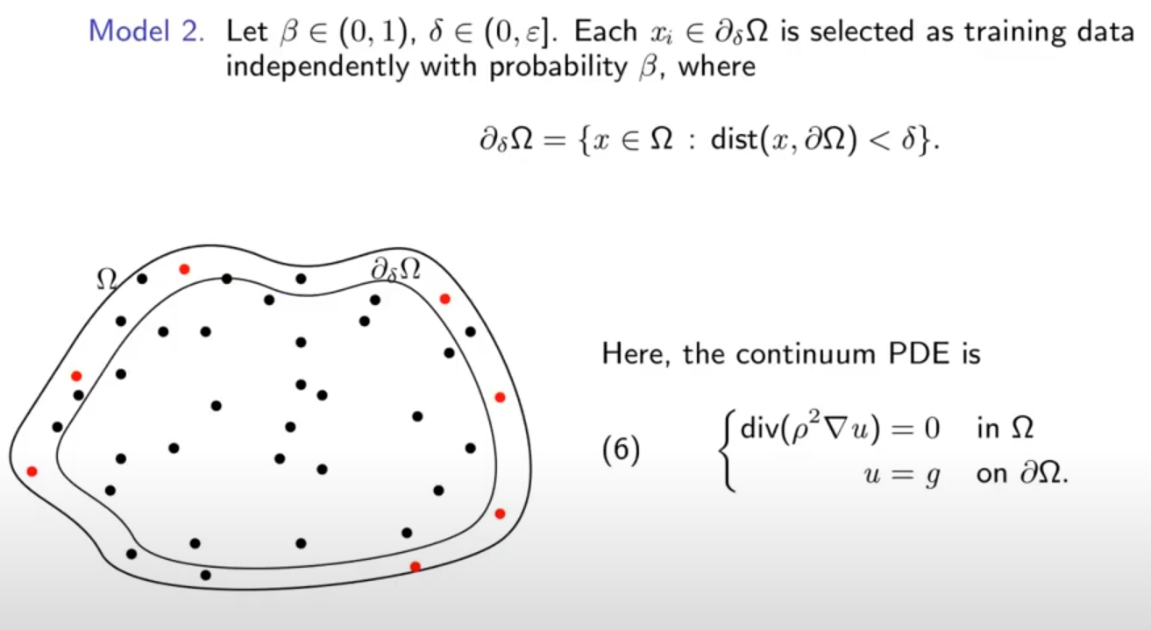 Model 2. Let β ∈ (0, 1), δ ∈ (0, ε]. Each xᵢ ∈ ∂_δΩ is selected as training data
independently with probability β, where
∂_δΩ = {x ∈ Ω : dist(x, ∂Ω) < δ}.
Ω
∂_δΩ
Here, the continuum PDE is
(6) { div(ρ²∇u) = 0 in Ω
u = g on ∂Ω.